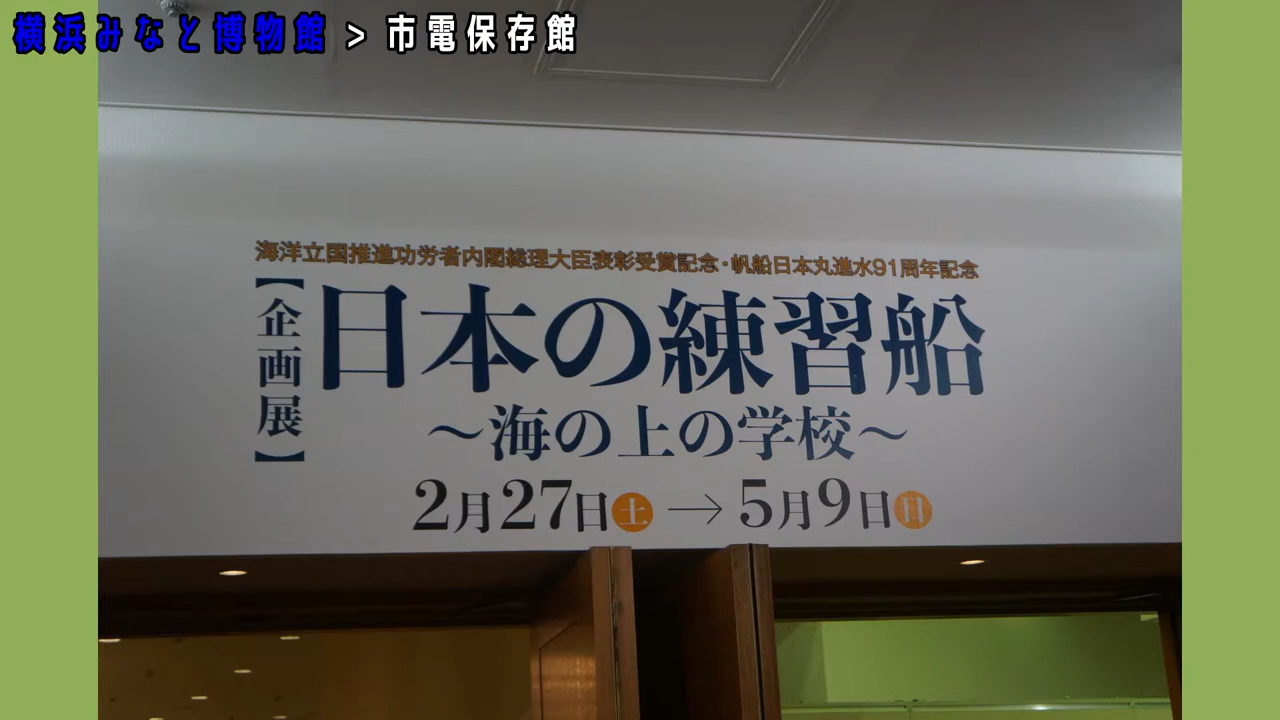 横浜みなと博物館 > 市電保存館
海洋立国推進功労者内閣総理大臣表彰受賞記念・帆船日本丸進水91周年記念
【企画展】
日本の練習船
～海の上の学校～
2月27日土→5月9日日